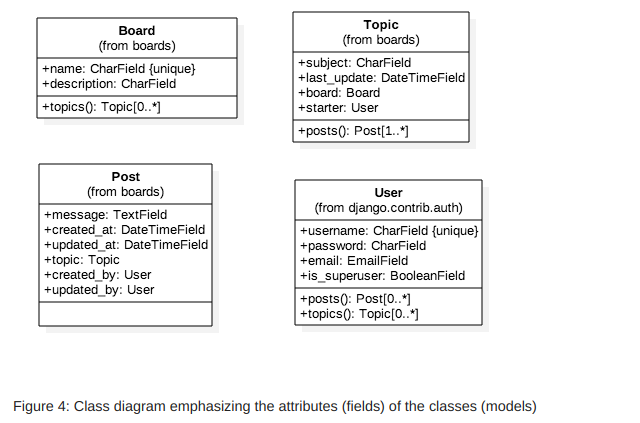 Board
(from boards)
+name: CharField {unique}
+description: CharField
+topics(): Topic[0..*]
Topic
(from boards)
+subject: CharField
+last_update: DateTimeField
+board: Board
+starter: User
+posts(): Post[1..*]
Post
(from boards)
+message: TextField
+created_at: DateTimeField
+updated_at: DateTimeField
+topic: Topic
+created_by: User
+updated_by: User
User
(from django.contrib.auth)
+username: CharField {unique}
+password: CharField
+email: EmailField
+is_superuser: BooleanField
+posts(): Post[0..*]
+topics(): Topic[0..*]
Figure 4: Class diagram emphasizing the attributes (fields) of the classes (models)